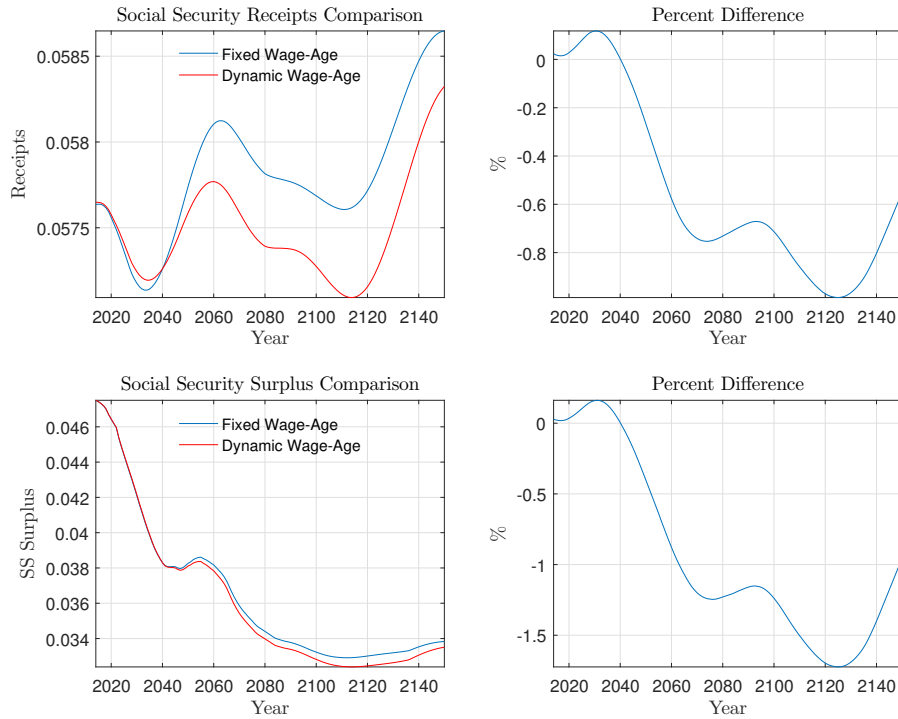 Social Security Receipts Comparison
Fixed Wage-Age
Dynamic Wage-Age
0.0585
0.058
0.0575
Receipts
2020 2040 2060 2080 2100 2120 2140
Year
Percent Difference
0
-0.2
-0.4
-0.6
-0.8
%
2020 2040 2060 2080 2100 2120 2140
Year
Social Security Surplus Comparison
Fixed Wage-Age
Dynamic Wage-Age
0.046
0.044
0.042
0.04
0.038
0.036
0.034
SS Surplus
2020 2040 2060 2080 2100 2120 2140
Year
Percent Difference
0
-0.5
-1
-1.5
%
2020 2040 2060 2080 2100 2120 2140
Year